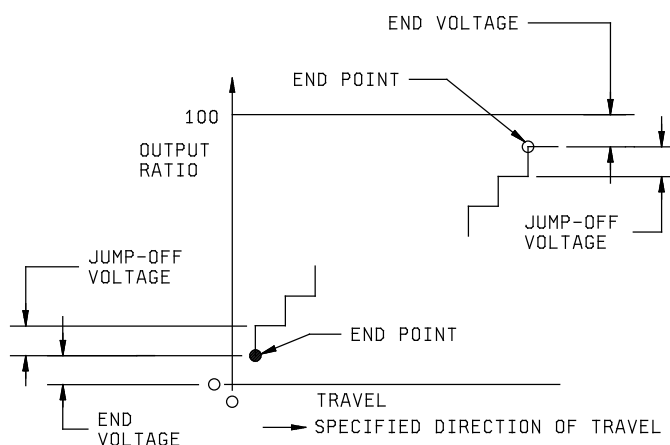 END VOLTAGE
END POINT
100
OUTPUT
RATIO
JUMP-OFF
VOLTAGE
JUMP-OFF
VOLTAGE
END POINT
TRAVEL
END
VOLTAGE
SPECIFIED DIRECTION OF TRAVEL